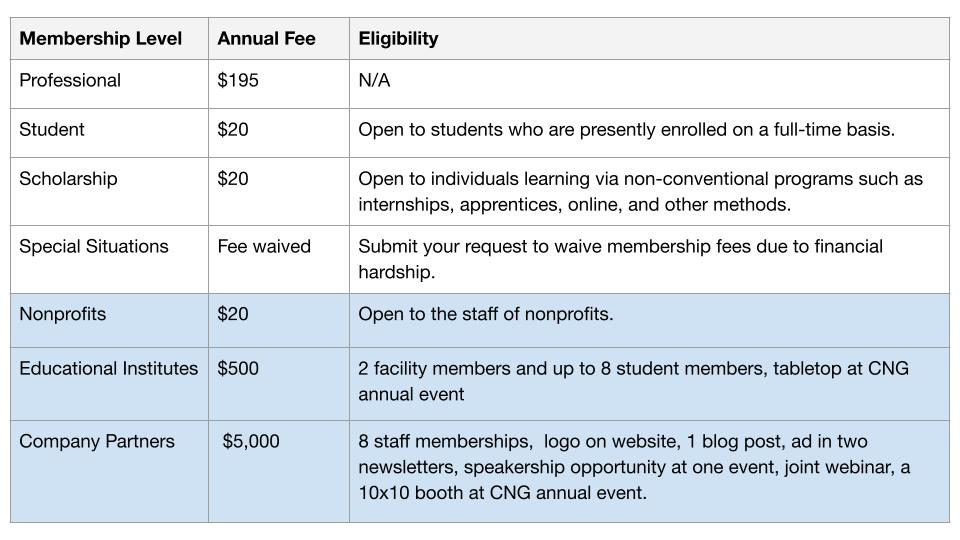 Membership Level Annual Fee Eligibility
Professional $195 N/A
Student $20 Open to students who are presently enrolled on a full-time basis.
Scholarship $20 Open to individuals learning via non-conventional programs such as
internships, apprentices, online, and other methods.
Special Situations Fee waived Submit your request to waive membership fees due to financial
hardship.
Nonprofits $20 Open to the staff of nonprofits.
Educational Institutes $500 2 facility members and up to 8 student members, tabletop at CNG
annual event
Company Partners $5,000 8 staff memberships, logo on website, 1 blog post, ad in two
newsletters, speakership opportunity at one event, joint webinar, a
10x10 booth at CNG annual event.